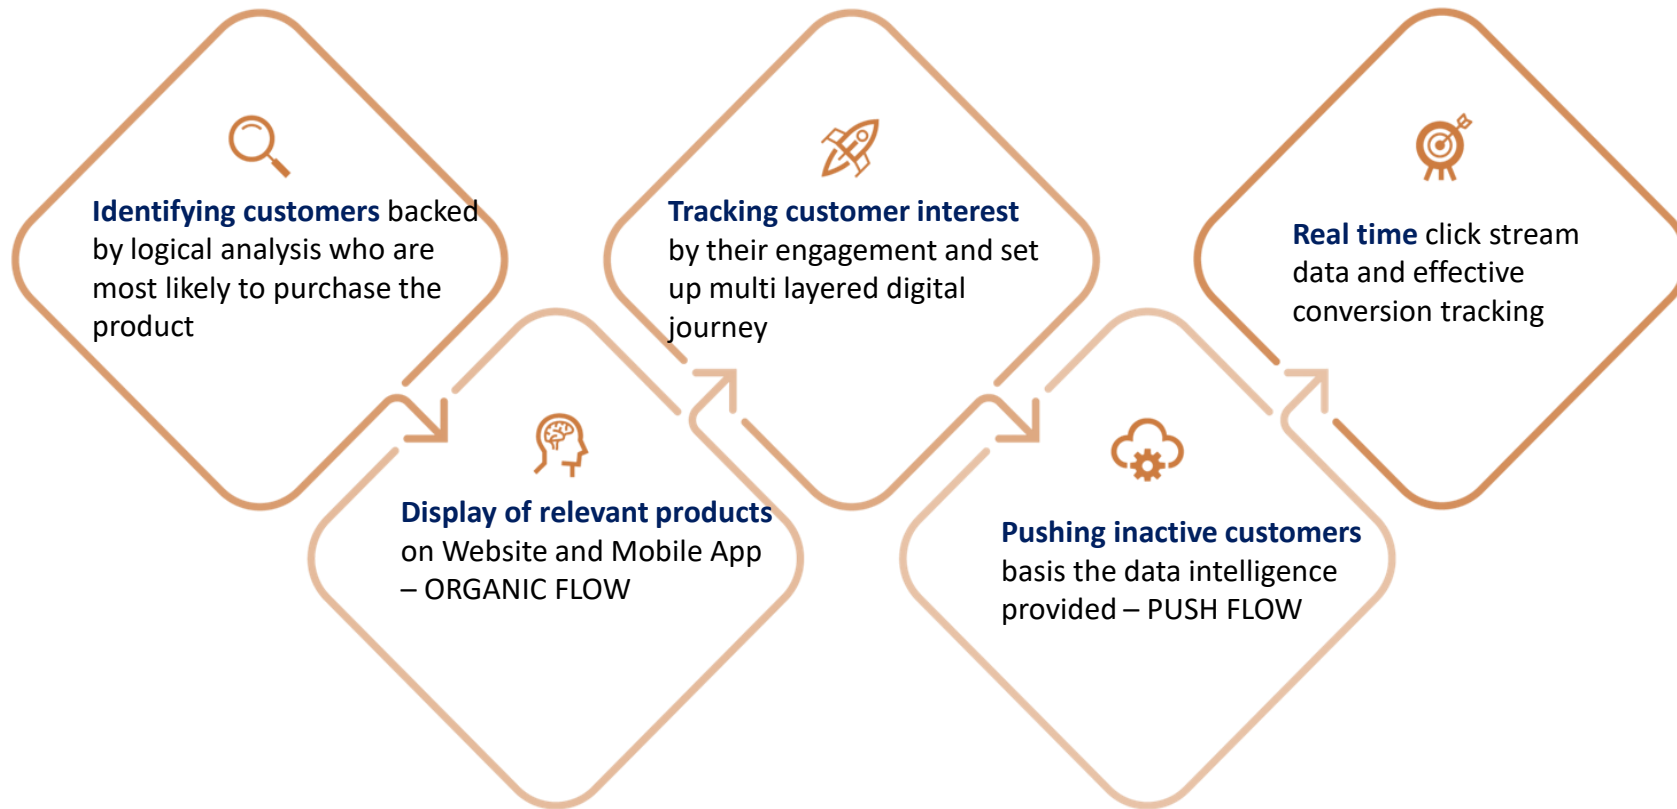 Identifying customers backed
by logical analysis who are
most likely to purchase the
product
Display of relevant products
on Website and Mobile App
– ORGANIC FLOW
Tracking customer interest
by their engagement and set
up multi layered digital
journey
Pushing inactive customers
basis the data intelligence
provided – PUSH FLOW
Real time click stream
data and effective
conversion tracking